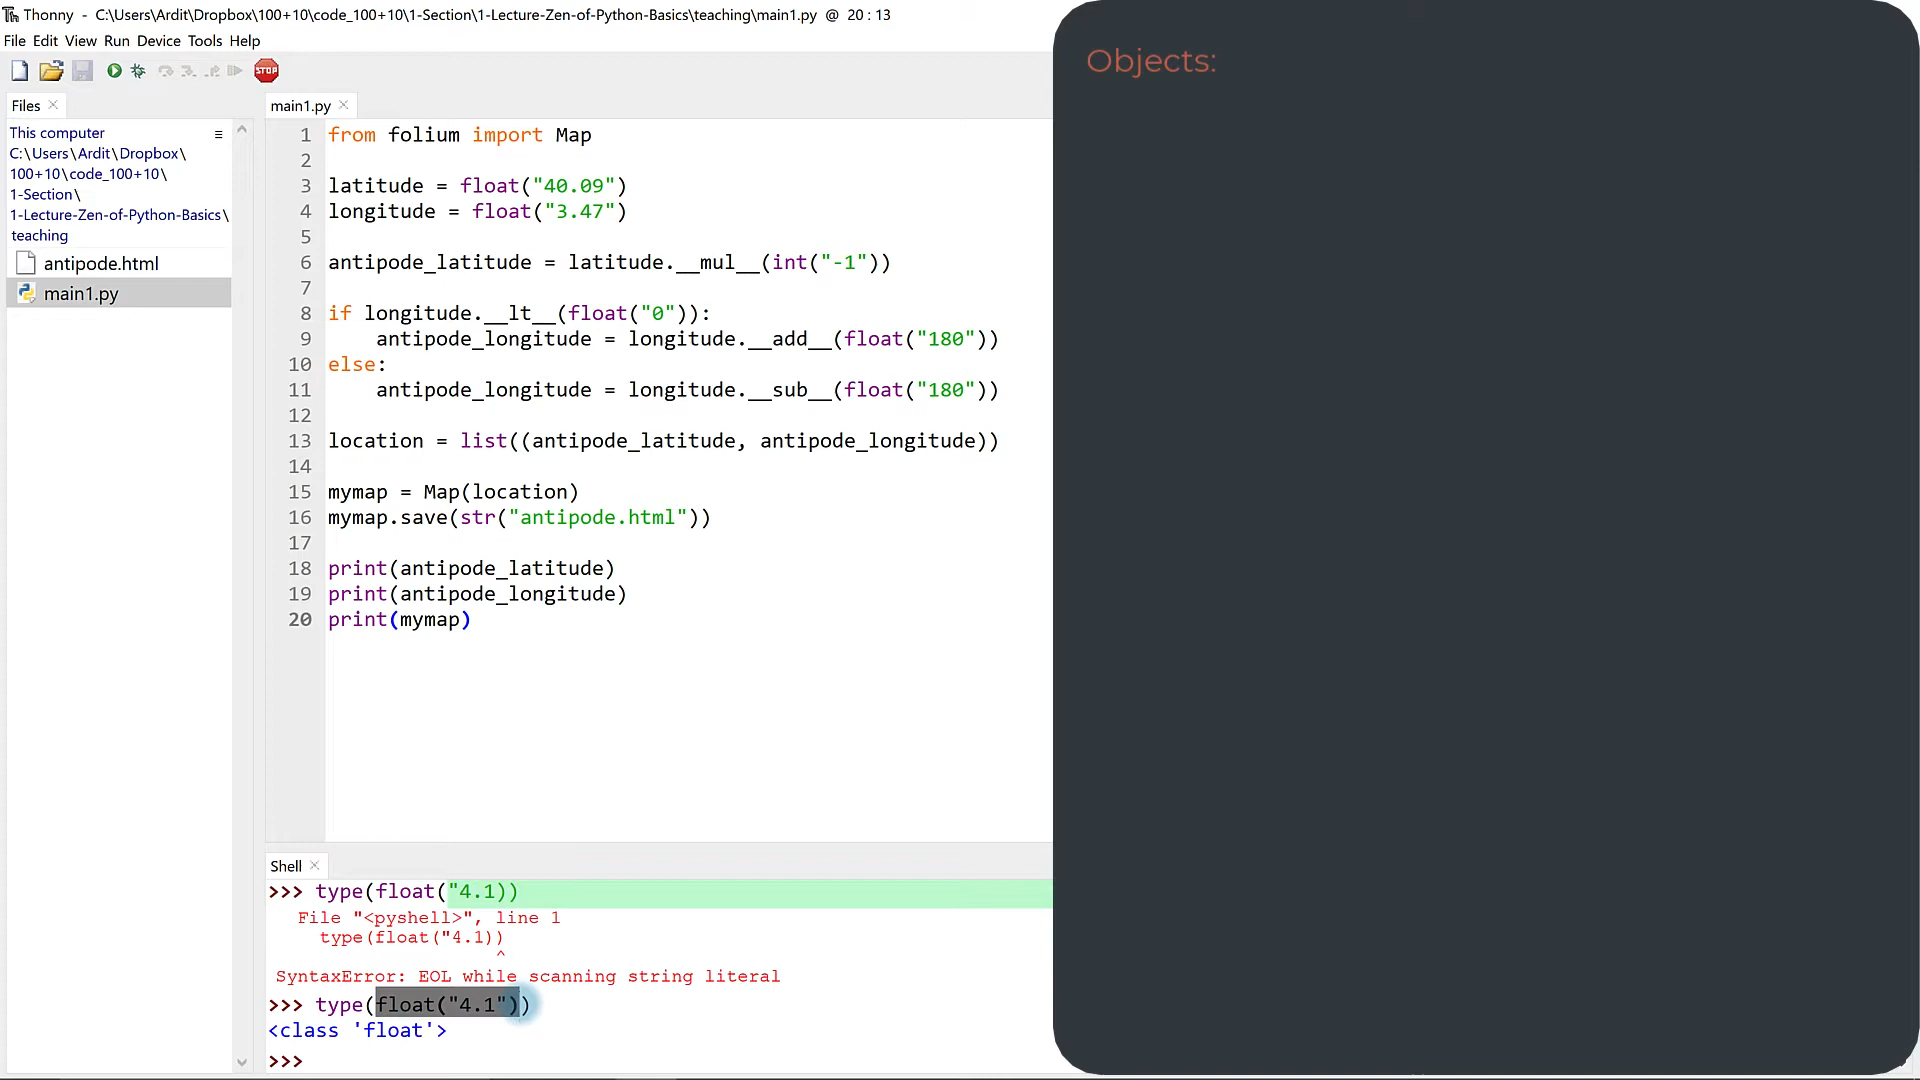 Thonny - C:\Users\Ardit\Dropbox\100+10\code_100+10\1-Section\1-Lecture-Zen-of-Python-Basics\teaching\main1.py @ 20 : 13
File Edit View Run Device Tools Help
STOP
Files
This computer
C:\Users\Ardit\Dropbox\
100+10\code_100+10\
1-Section\
1-Lecture-Zen-of-Python-Basics\
teaching
antipode.html
main1.py
main1.py
1 from folium import Map
2
3 latitude = float("40.09")
4 longitude = float("3.47")
5
6 antipode_latitude = latitude.__mul__(int("-1"))
7
8 if longitude.__lt__(float("0")):
9     antipode_longitude = longitude.__add__(float("180"))
10 else:
11     antipode_longitude = longitude.__sub__(float("180"))
12
13 location = list((antipode_latitude, antipode_longitude))
14
15 mymap = Map(location)
16 mymap.save(str("antipode.html"))
17
18 print(antipode_latitude)
19 print(antipode_longitude)
20 print(mymap)
Shell
>>> type(float("4.1))
File "<pyshell>", line 1
type(float("4.1))
^
SyntaxError: EOL while scanning string literal
>>> type(float("4.1"))
<class 'float'>
>>>
Objects: